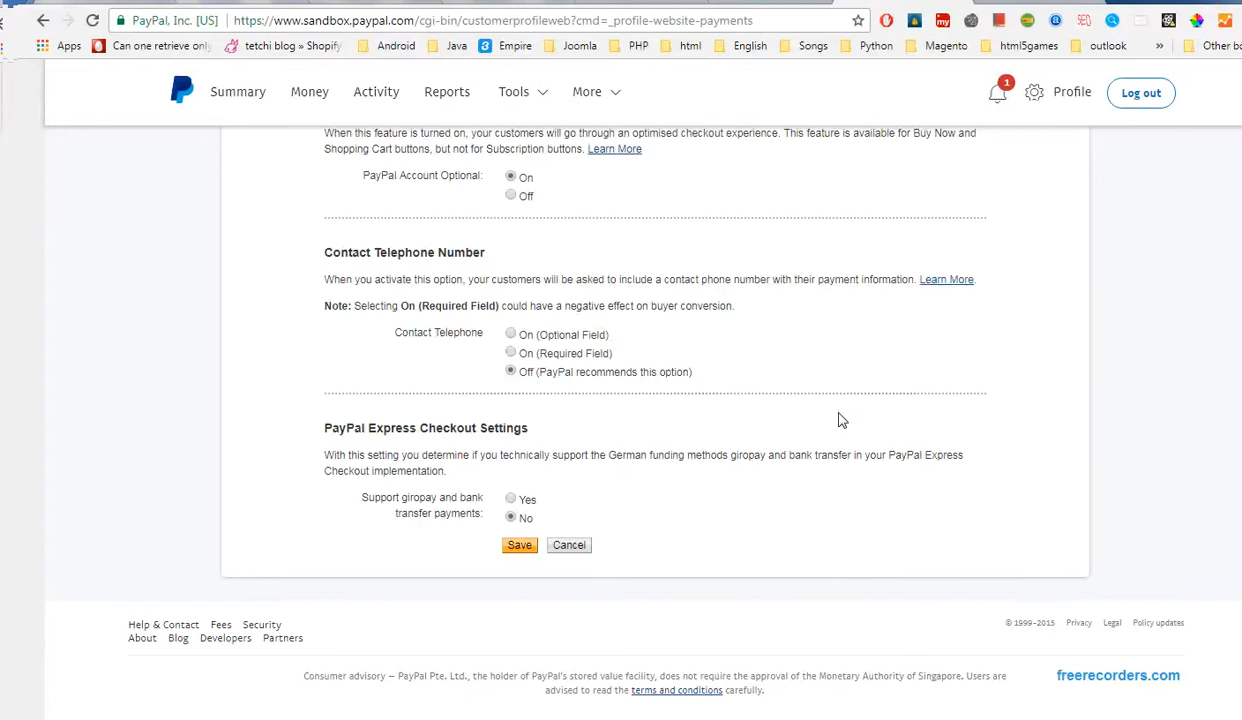 PayPal, Inc. [US] https://www.sandbox.paypal.com/cgi-bin/customerprofileweb?cmd=_profile-website-payments
Apps Can one retrieve only tetchi blog » Shopify Android Java Empire Joomla PHP html English Songs Python Magento html5games outlook » Other bo
Summary Money Activity Reports Tools More 1 Profile Log out
When this feature is turned on, your customers will go through an optimised checkout experience. This feature is available for Buy Now and
Shopping Cart buttons, but not for Subscription buttons. Learn More
PayPal Account Optional: On
Off
Contact Telephone Number
When you activate this option, your customers will be asked to include a contact phone number with their payment information. Learn More.
Note: Selecting On (Required Field) could have a negative effect on buyer conversion.
Contact Telephone On (Optional Field)
On (Required Field)
Off (PayPal recommends this option)
PayPal Express Checkout Settings
With this setting you determine if you technically support the German funding methods giropay and bank transfer in your PayPal Express
Checkout implementation.
Support giropay and bank Yes
transfer payments: No
Save Cancel
Help & Contact Fees Security © 1999-2015 Privacy Legal Policy updates
About Blog Developers Partners
Consumer advisory – PayPal Pte. Ltd., the holder of PayPal's stored value facility, does not require the approval of the Monetary Authority of Singapore. Users are
advised to read the terms and conditions carefully.
freerecorders.com